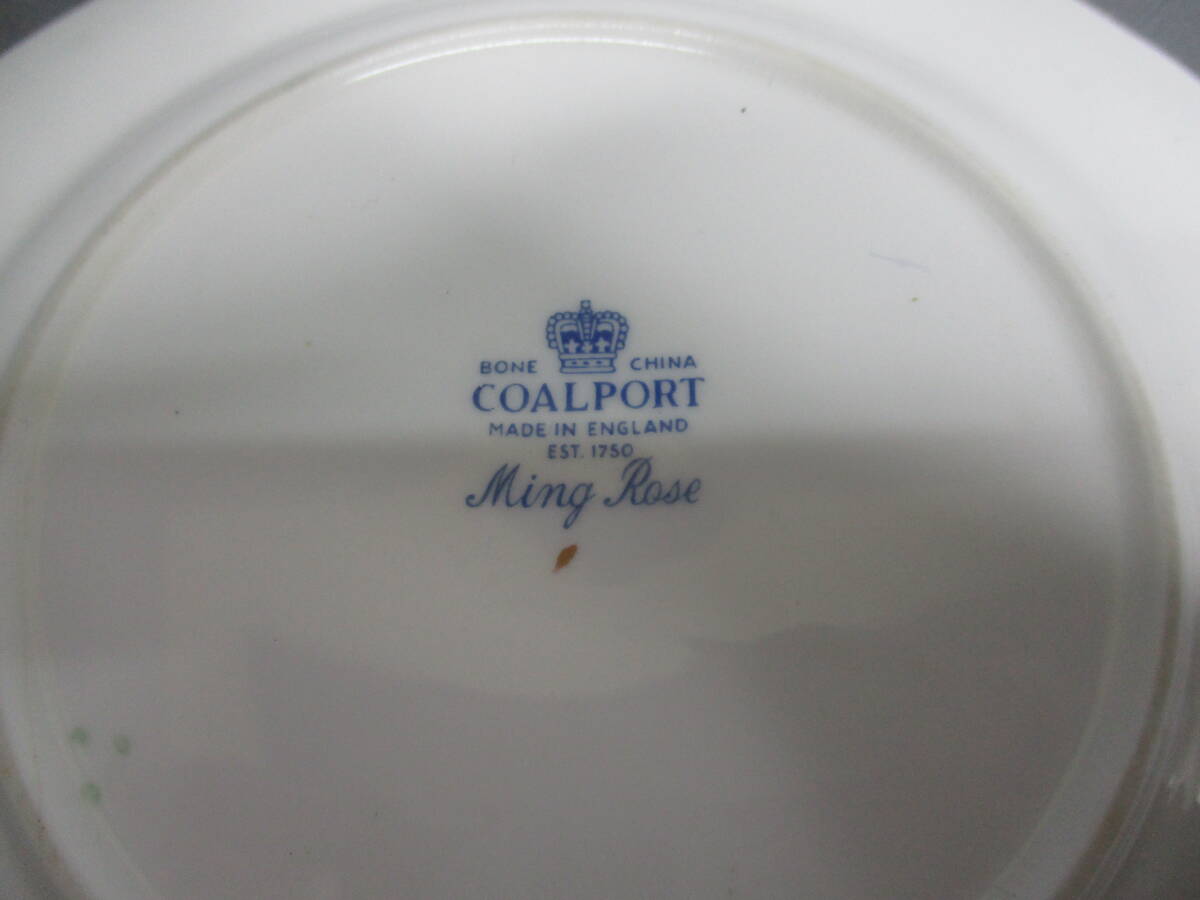 BONE CHINA
COALPORT
MADE IN ENGLAND
EST. 1750
Ming Rose